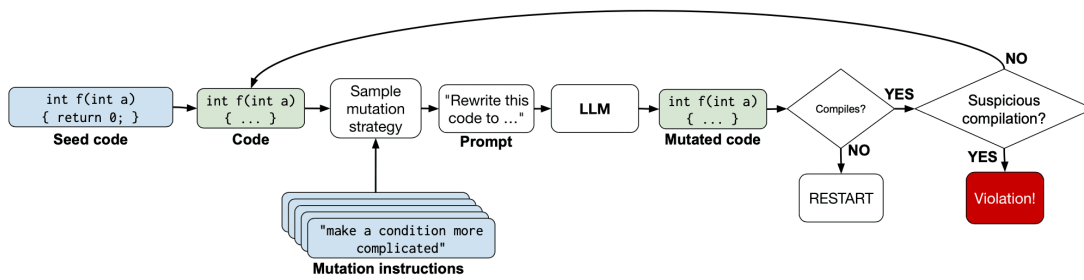 int f(int a)
{ return 0; }
Seed code
int f(int a)
{ ... }
Code
Sample
mutation
strategy
"make a condition more
complicated"
Mutation instructions
"Rewrite this
code to ..."
Prompt
LLM
int f(int a)
{ ... }
Mutated code
Compiles?
YES
NO
RESTART
Suspicious
compilation?
NO
YES
Violation!